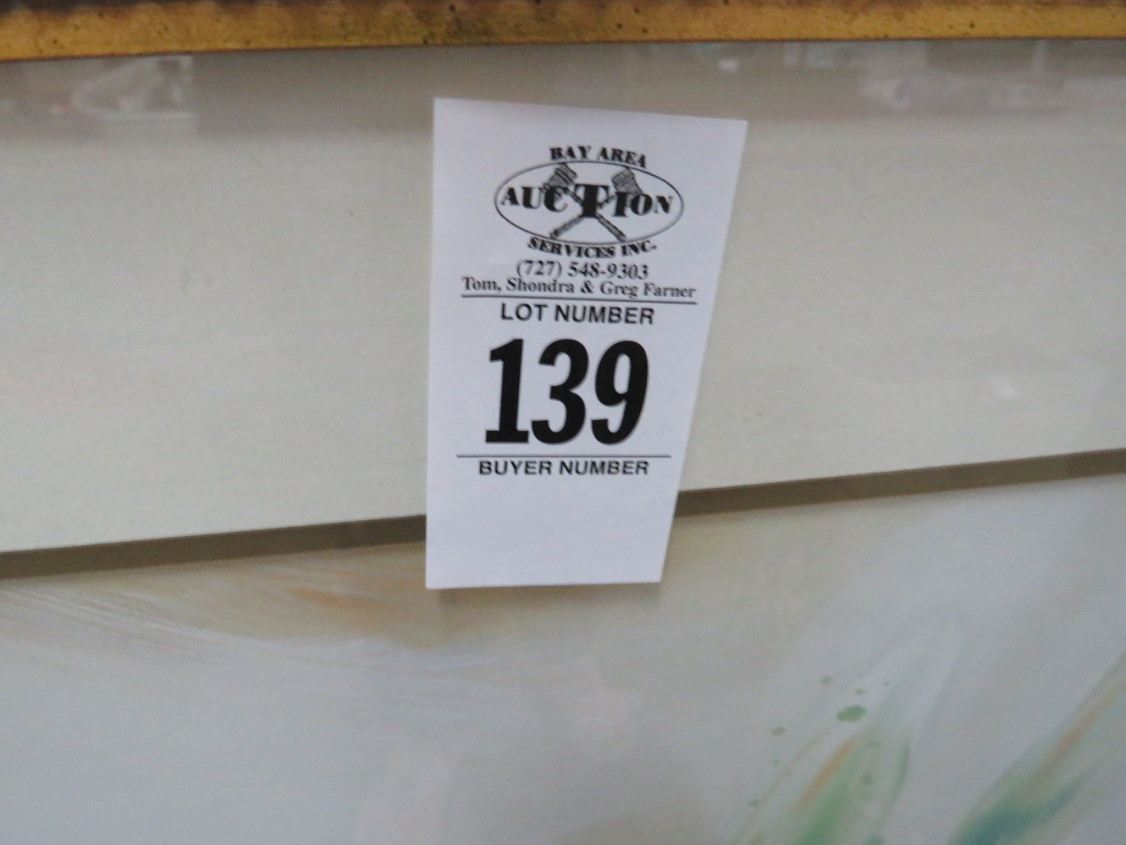 BAY AREA
AUCTION
SERVICES INC.
(727) 548-9303
Tom, Shondra & Greg Farner
LOT NUMBER
139
BUYER NUMBER